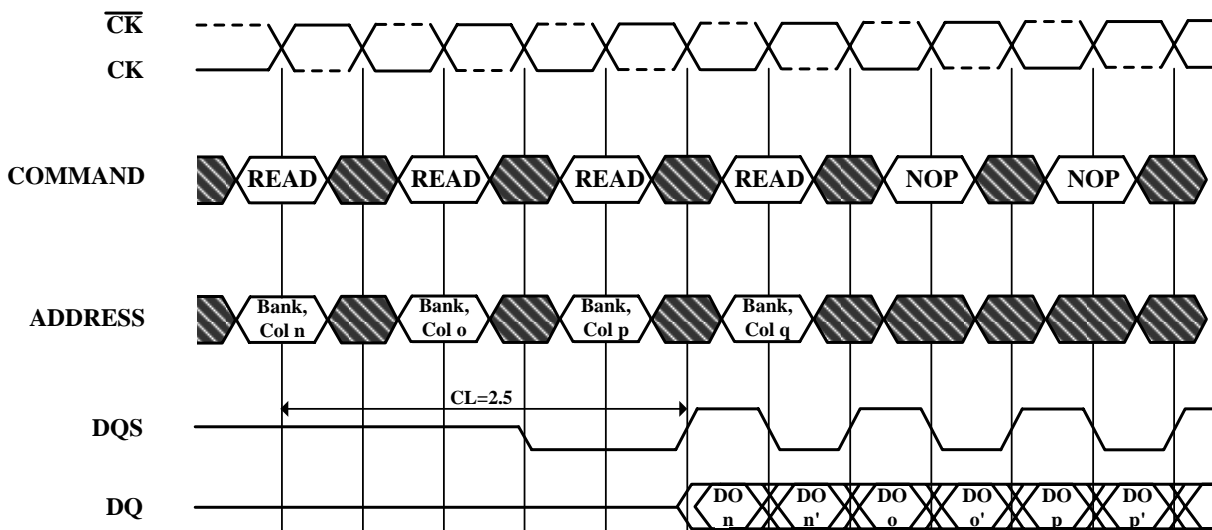 CK
CK
COMMAND READ READ READ READ NOP NOP
ADDRESS
Bank, Bank, Bank, Bank,
Col n Col o Col p Col q
CL=2.5
DQS
DQ
DO DO DO DO DO DO
n n' o o' p p'